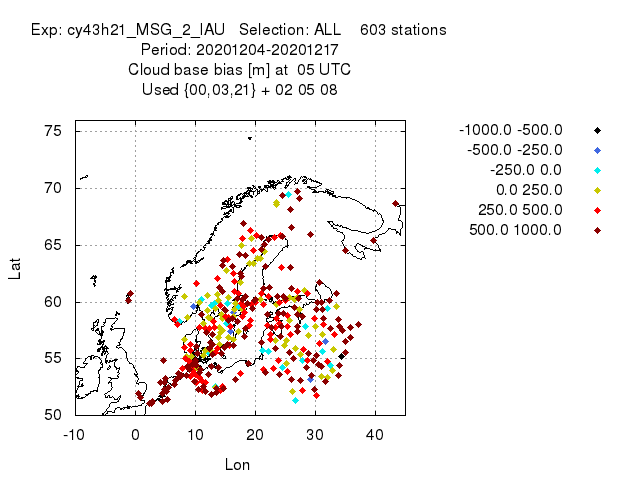 Exp: cy43h21_MSG_2_IAU   Selection: ALL    603 stations
Period: 20201204-20201217
Cloud base bias [m] at  05 UTC
Used {00,03,21} + 02 05 08
-1000.0 -500.0
-500.0 -250.0
-250.0 0.0
0.0 250.0
250.0 500.0
500.0 1000.0
75
70
65
60
55
50
Lat
-10 0 10 20 30 40
Lon